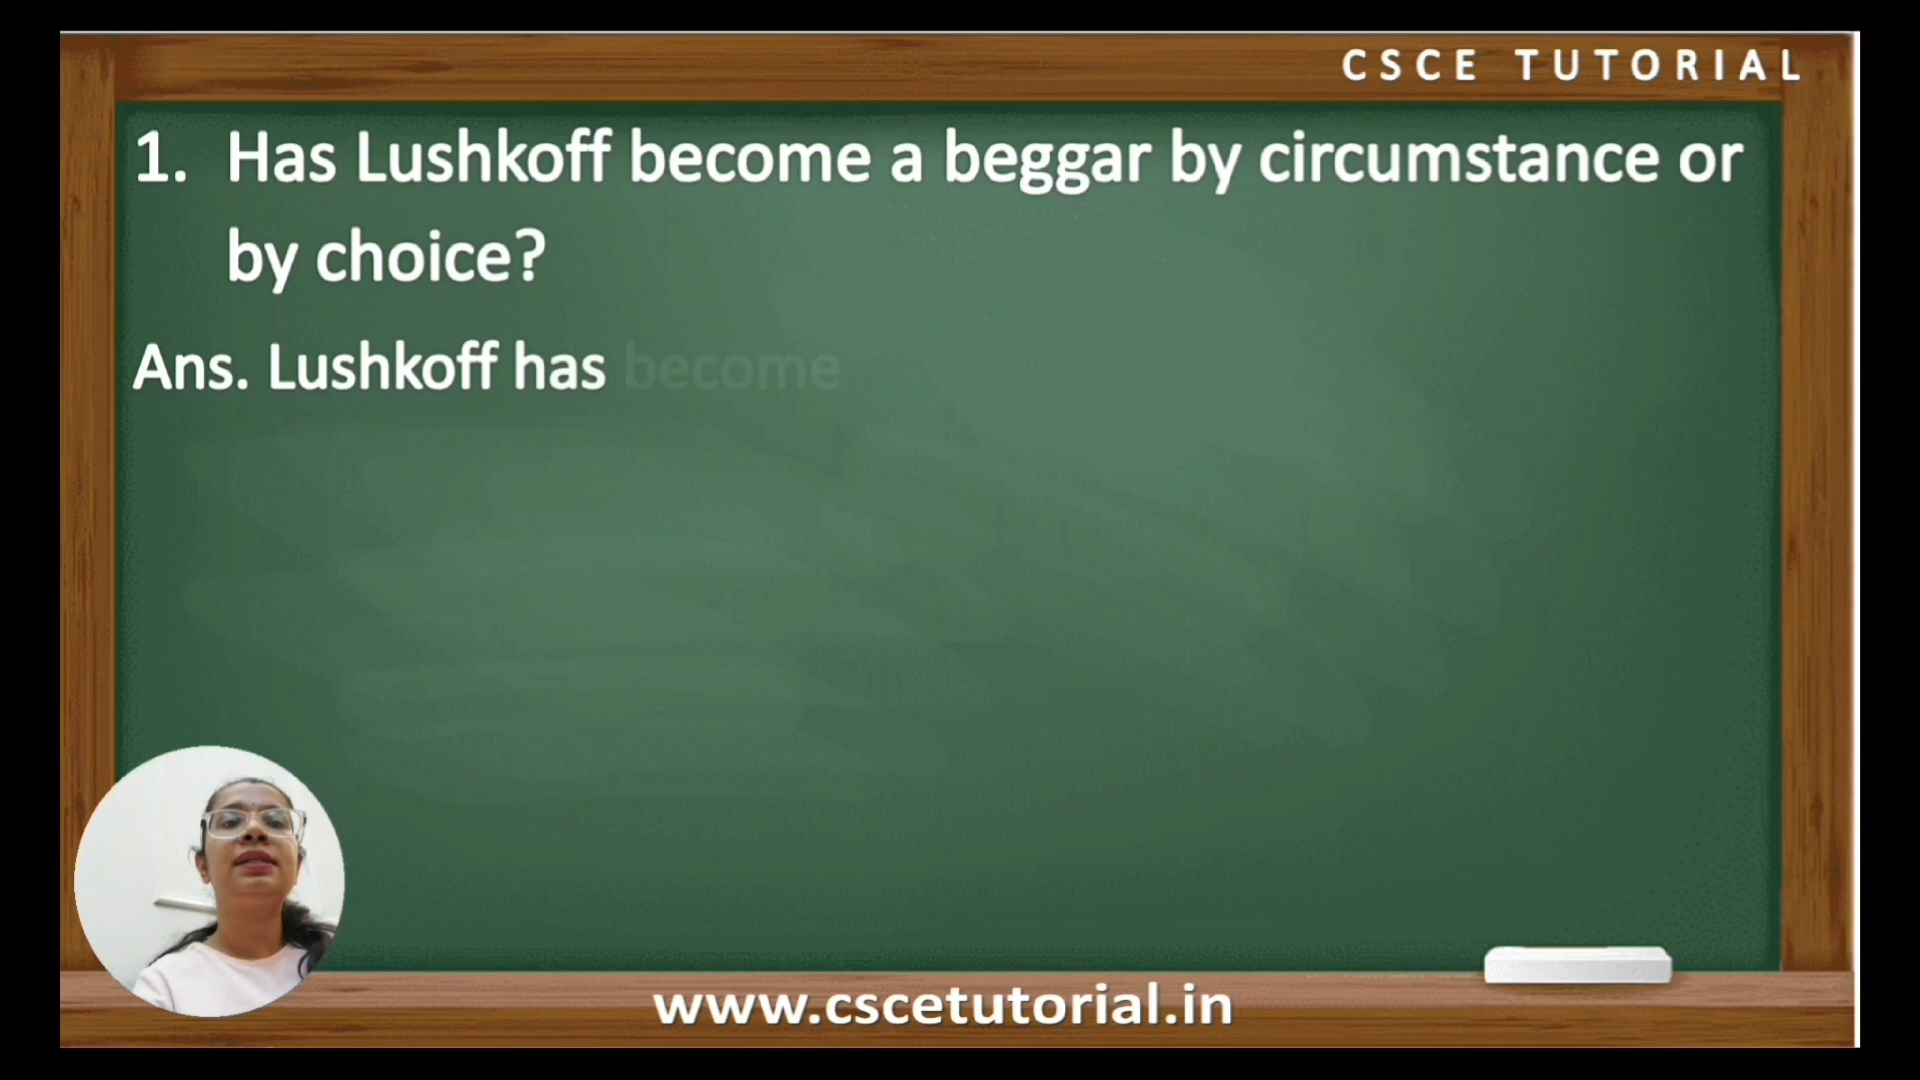 CSCE TUTORIAL
1. Has Lushkoff become a beggar by circumstance or
by choice?
Ans. Lushkoff has become
www.cscetutorial.in